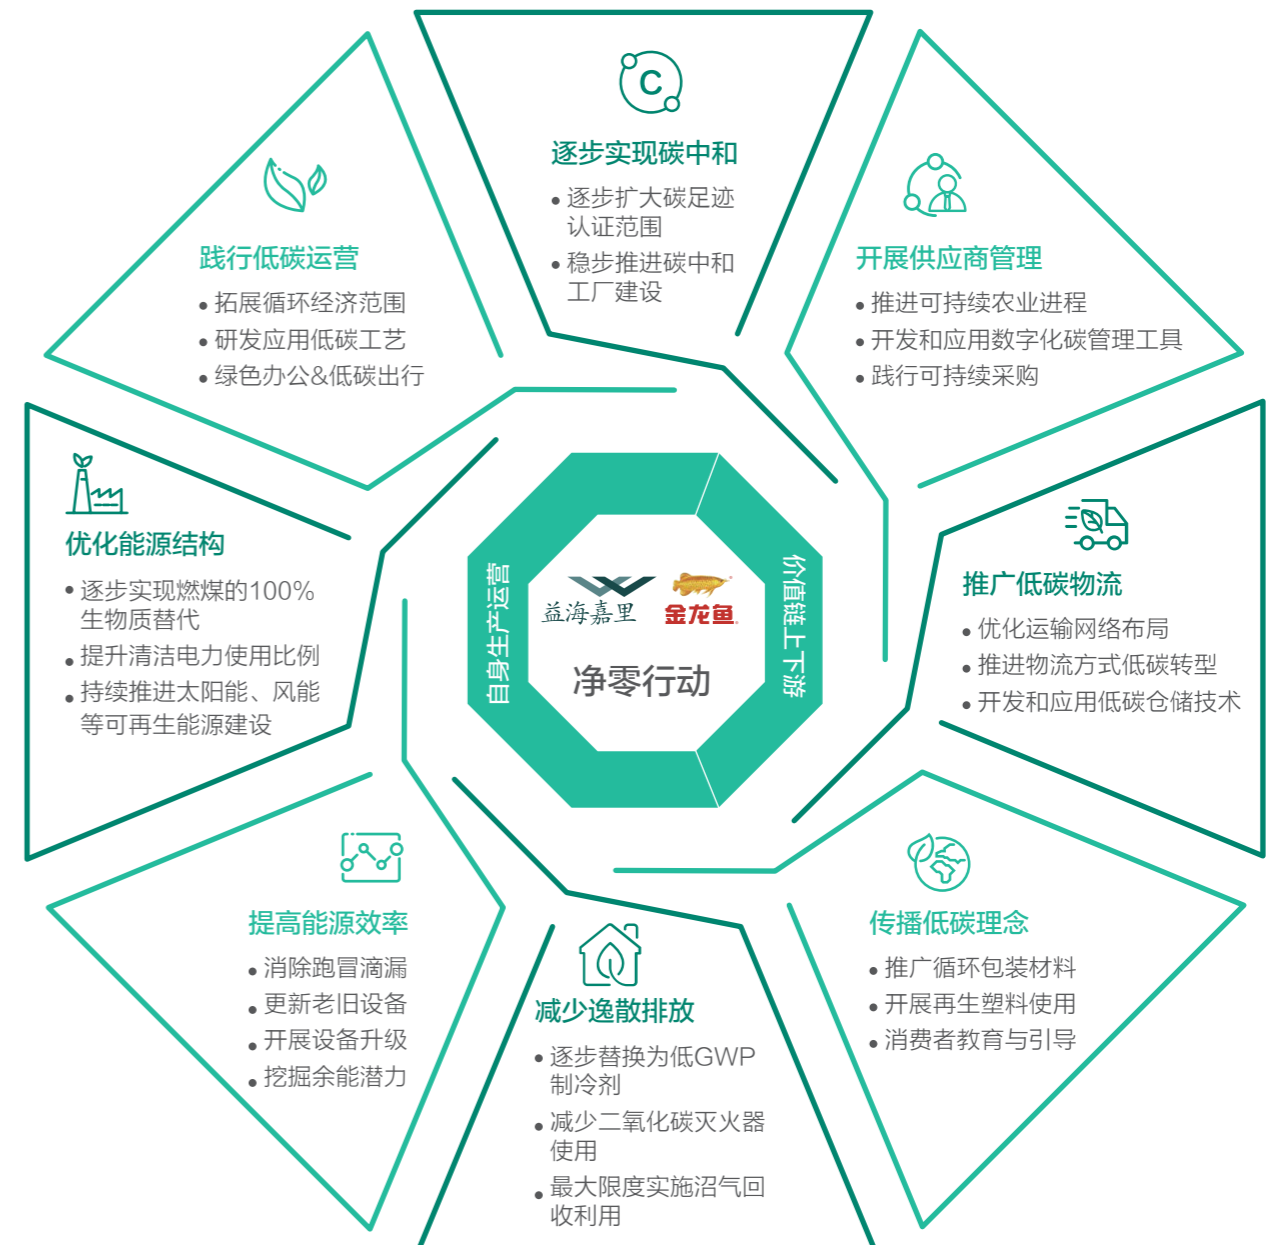 C
逐步实现碳中和
• 逐步扩大碳足迹
认证范围
• 稳步推进碳中和
工厂建设
践行低碳运营
• 拓展循环经济范围
• 研发应用低碳工艺
• 绿色办公&低碳出行
开展供应商管理
• 推进可持续农业进程
• 开发和应用数字化碳管理工具
• 践行可持续采购
优化能源结构
• 逐步实现燃煤的100%
生物质替代
• 提升清洁电力使用比例
• 持续推进太阳能、风能
等可再生能源建设
自身生产运营
益海嘉里
金龙鱼
净零行动
价值链上下游
推广低碳物流
• 优化运输网络布局
• 推进物流方式低碳转型
• 开发和应用低碳仓储技术
提高能源效率
• 消除跑冒滴漏
• 更新老旧设备
• 开展设备升级
• 挖掘余能潜力
减少逸散排放
• 逐步替换为低GWP
制冷剂
• 减少二氧化碳灭火器
使用
• 最大限度实施沼气回
收利用
传播低碳理念
• 推广循环包装材料
• 开展再生塑料使用
• 消费者教育与引导